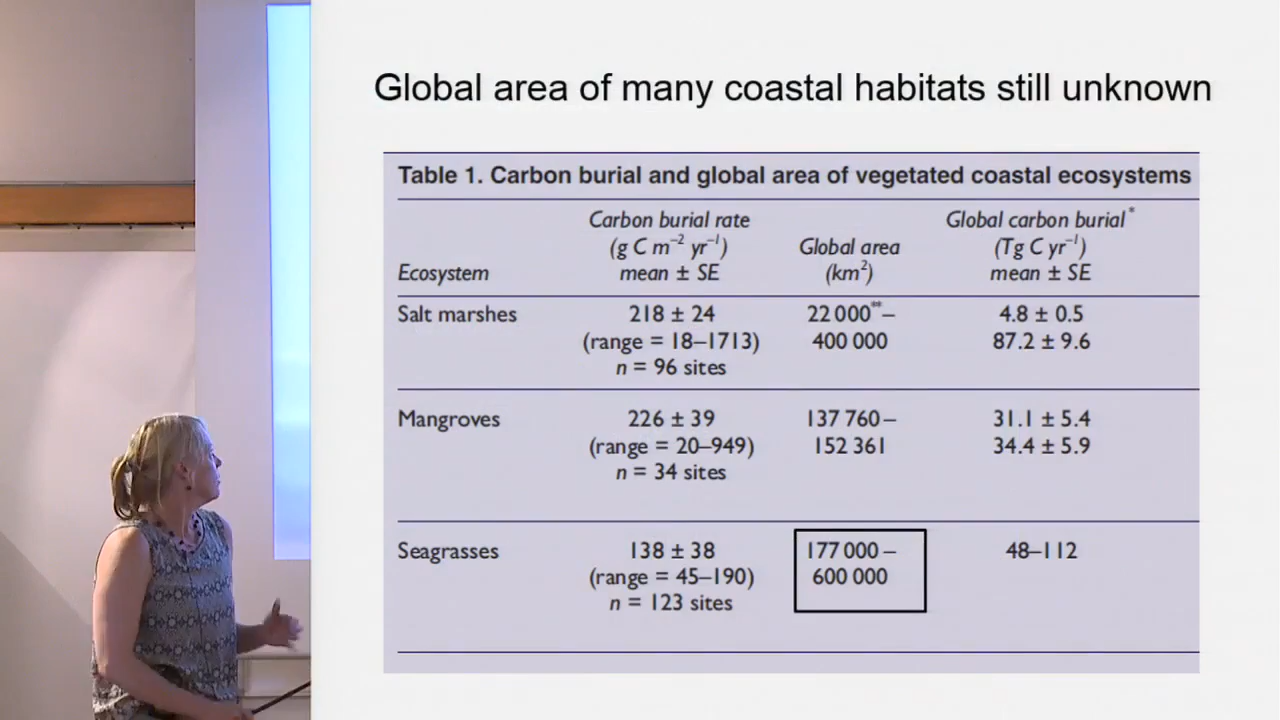 Global area of many coastal habitats still unknown
Table 1. Carbon burial and global area of vegetated coastal ecosystems
Carbon burial rate Global carbon burial*
(g C m⁻² yr⁻¹) Global area (Tg C yr⁻¹)
Ecosystem mean ± SE (km²) mean ± SE
Salt marshes 218 ± 24 22 000**– 4.8 ± 0.5
(range = 18–1713) 400 000 87.2 ± 9.6
n = 96 sites
Mangroves 226 ± 39 137 760– 31.1 ± 5.4
(range = 20–949) 152 361 34.4 ± 5.9
n = 34 sites
Seagrasses 138 ± 38 177 000– 48–112
(range = 45–190) 600 000
n = 123 sites